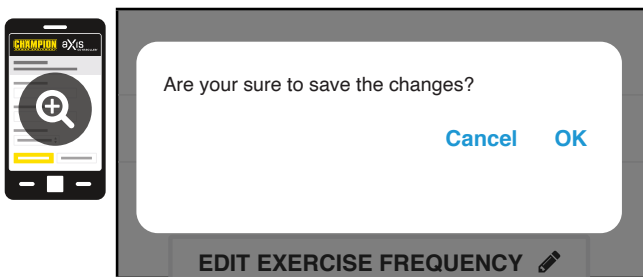 CHAMPION aXIS
Are your sure to save the changes?
Cancel OK
EDIT EXERCISE FREQUENCY